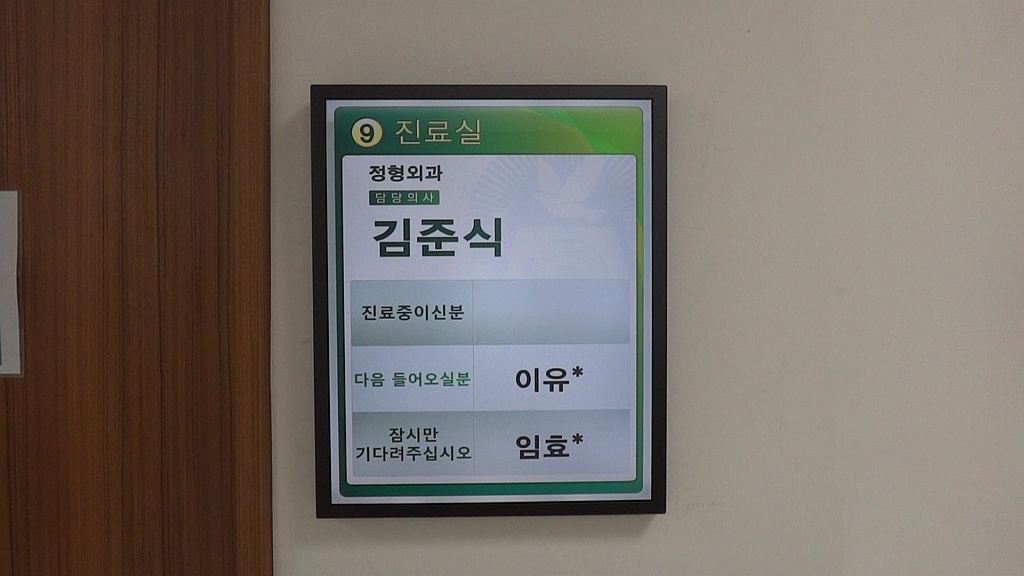 9 진료실
정형외과
담당의사
김준식
진료중이신분
다음 들어오실분 이유*
잠시만
기다려주십시오 임효*